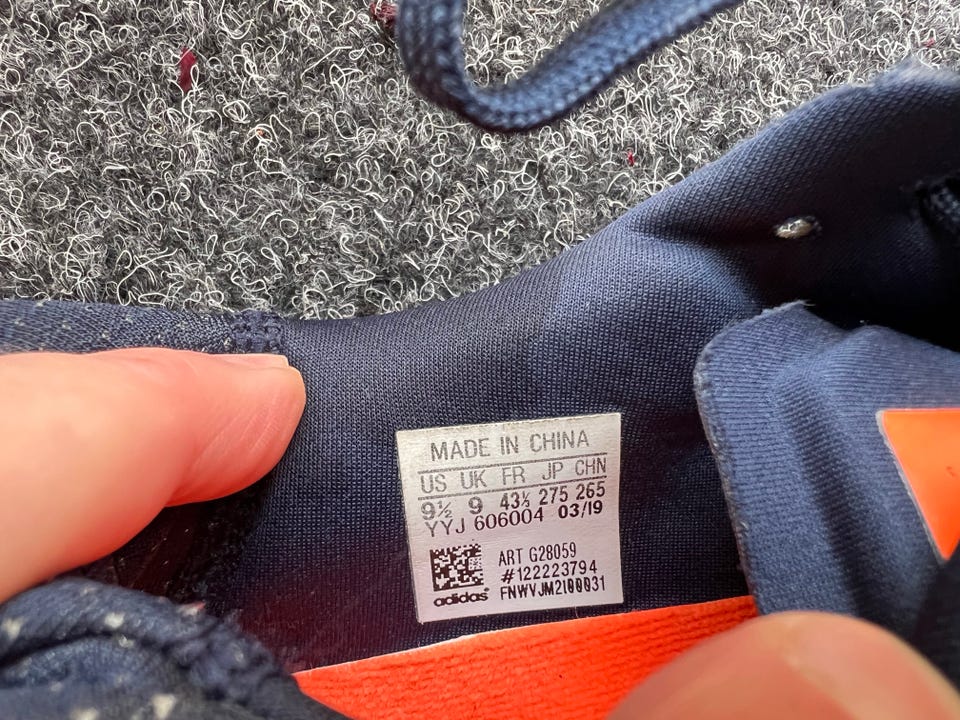 MADE IN CHINA
US UK FR JP CHN
9½ 9 43⅓ 275 265
YYJ 606004 03/19
ART G28059
#122223794
FNWVJM2100031
adidas